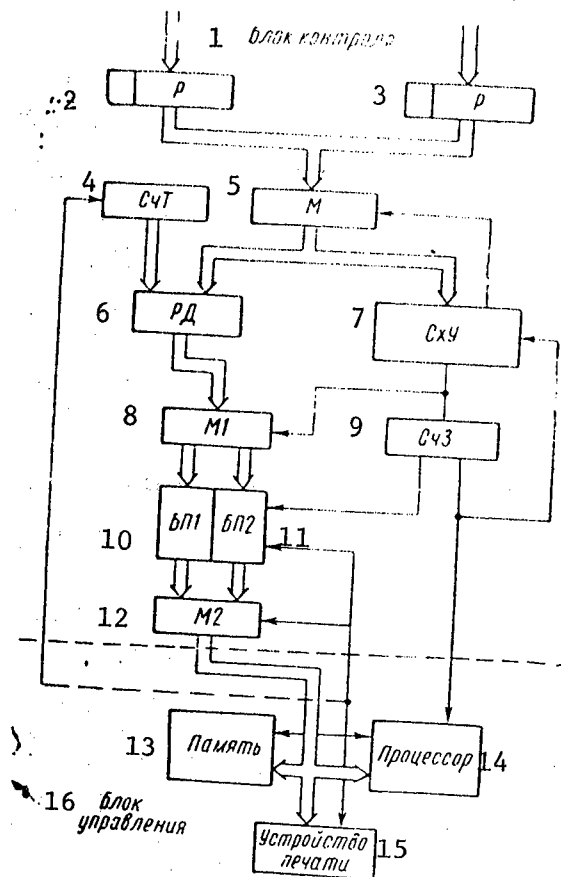 1 блок контроля
2 Р
3 Р
4 СчТ
5 М
6 РД
7 СхУ
8 М1
9 СчЗ
10 БП1 БП2 11
12 М2
13 Память
Процессор 14
16 блок
управления
Устройство 15
печати